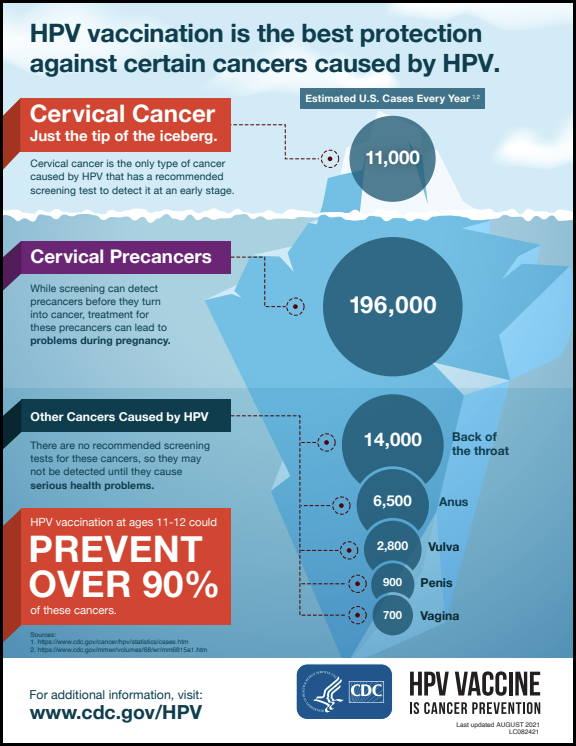 HPV vaccination is the best protection
against certain cancers caused by HPV.
Estimated U.S. Cases Every Year 1,2
Cervical Cancer
Just the tip of the iceberg.
11,000
Cervical cancer is the only type of cancer
caused by HPV that has a recommended
screening test to detect it at an early stage.
Cervical Precancers
196,000
While screening can detect
precancers before they turn
into cancer, treatment for
these precancers can lead to
problems during pregnancy.
Other Cancers Caused by HPV
There are no recommended screening
tests for these cancers, so they may
not be detected until they cause
serious health problems.
14,000
Back of
the throat
6,500
Anus
2,800
Vulva
900
Penis
700
Vagina
HPV vaccination at ages 11-12 could
PREVENT
OVER 90%
of these cancers.
Sources:
1. https://www.cdc.gov/cancer/hpv/statistics/cases.htm
2. https://www.cdc.gov/mmwr/volumes/68/wr/mm6815a1.htm
For additional information, visit:
www.cdc.gov/HPV
CDC
HPV VACCINE
IS CANCER PREVENTION
Last updated AUGUST 2021
LC082421